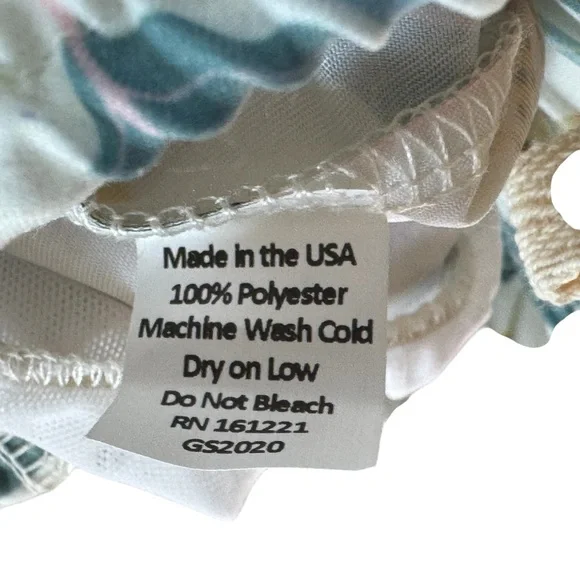 Made in the USA
100% Polyester
Machine Wash Cold
Dry on Low
Do Not Bleach
RN 161221
GS2020